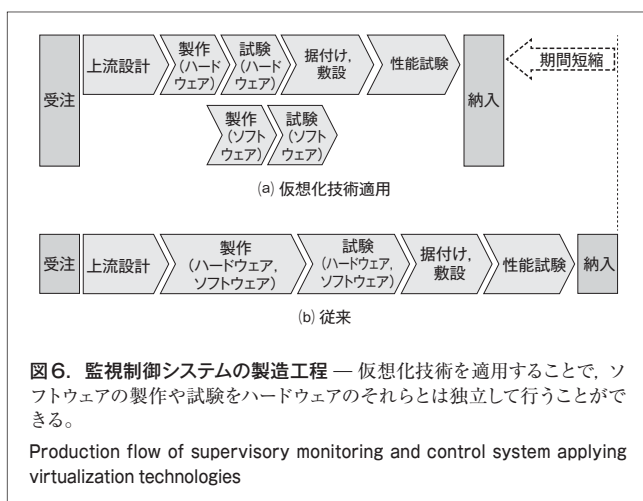 受注
上流設計
製作
(ハード
ウェア)
試験
(ハード
ウェア)
据付け,
敷設
性能試験
納入
期間短縮
製作
(ソフト
ウェア)
試験
(ソフト
ウェア)
(a) 仮想化技術適用
受注
上流設計
製作
(ハードウェア,
ソフトウェア)
試験
(ハードウェア,
ソフトウェア)
据付け,
敷設
性能試験
納入
(b) 従来
図6. 監視制御システムの製造工程 — 仮想化技術を適用することで, ソ
フトウェアの製作や試験をハードウェアのそれらとは独立して行うことがで
きる。
Production flow of supervisory monitoring and control system applying
virtualization technologies